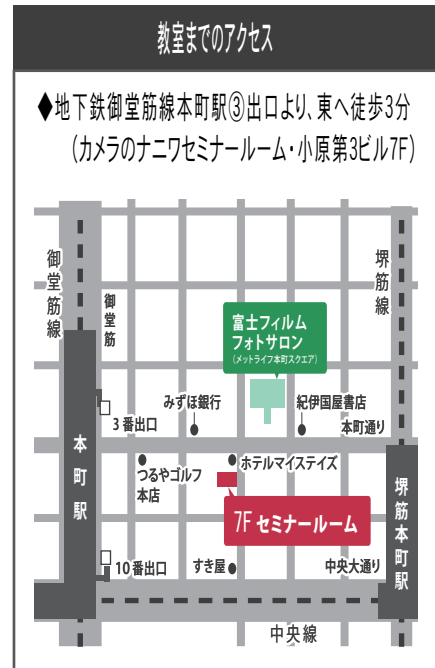 教室までのアクセス
◆地下鉄御堂筋線本町駅③出口より、東へ徒歩3分
(カメラのナニワセミナールーム・小原第3ビル7F)
御堂筋線
堺筋線
御堂筋
富士フィルム
フォトサロン
(メットライフ本町スクエア)
みずほ銀行
紀伊国屋書店
3番出口
本町通り
本町駅
つるやゴルフ
本店
ホテルマイステイズ
堺筋本町駅
7F セミナールーム
10番出口
すき屋
中央大通り
中央線